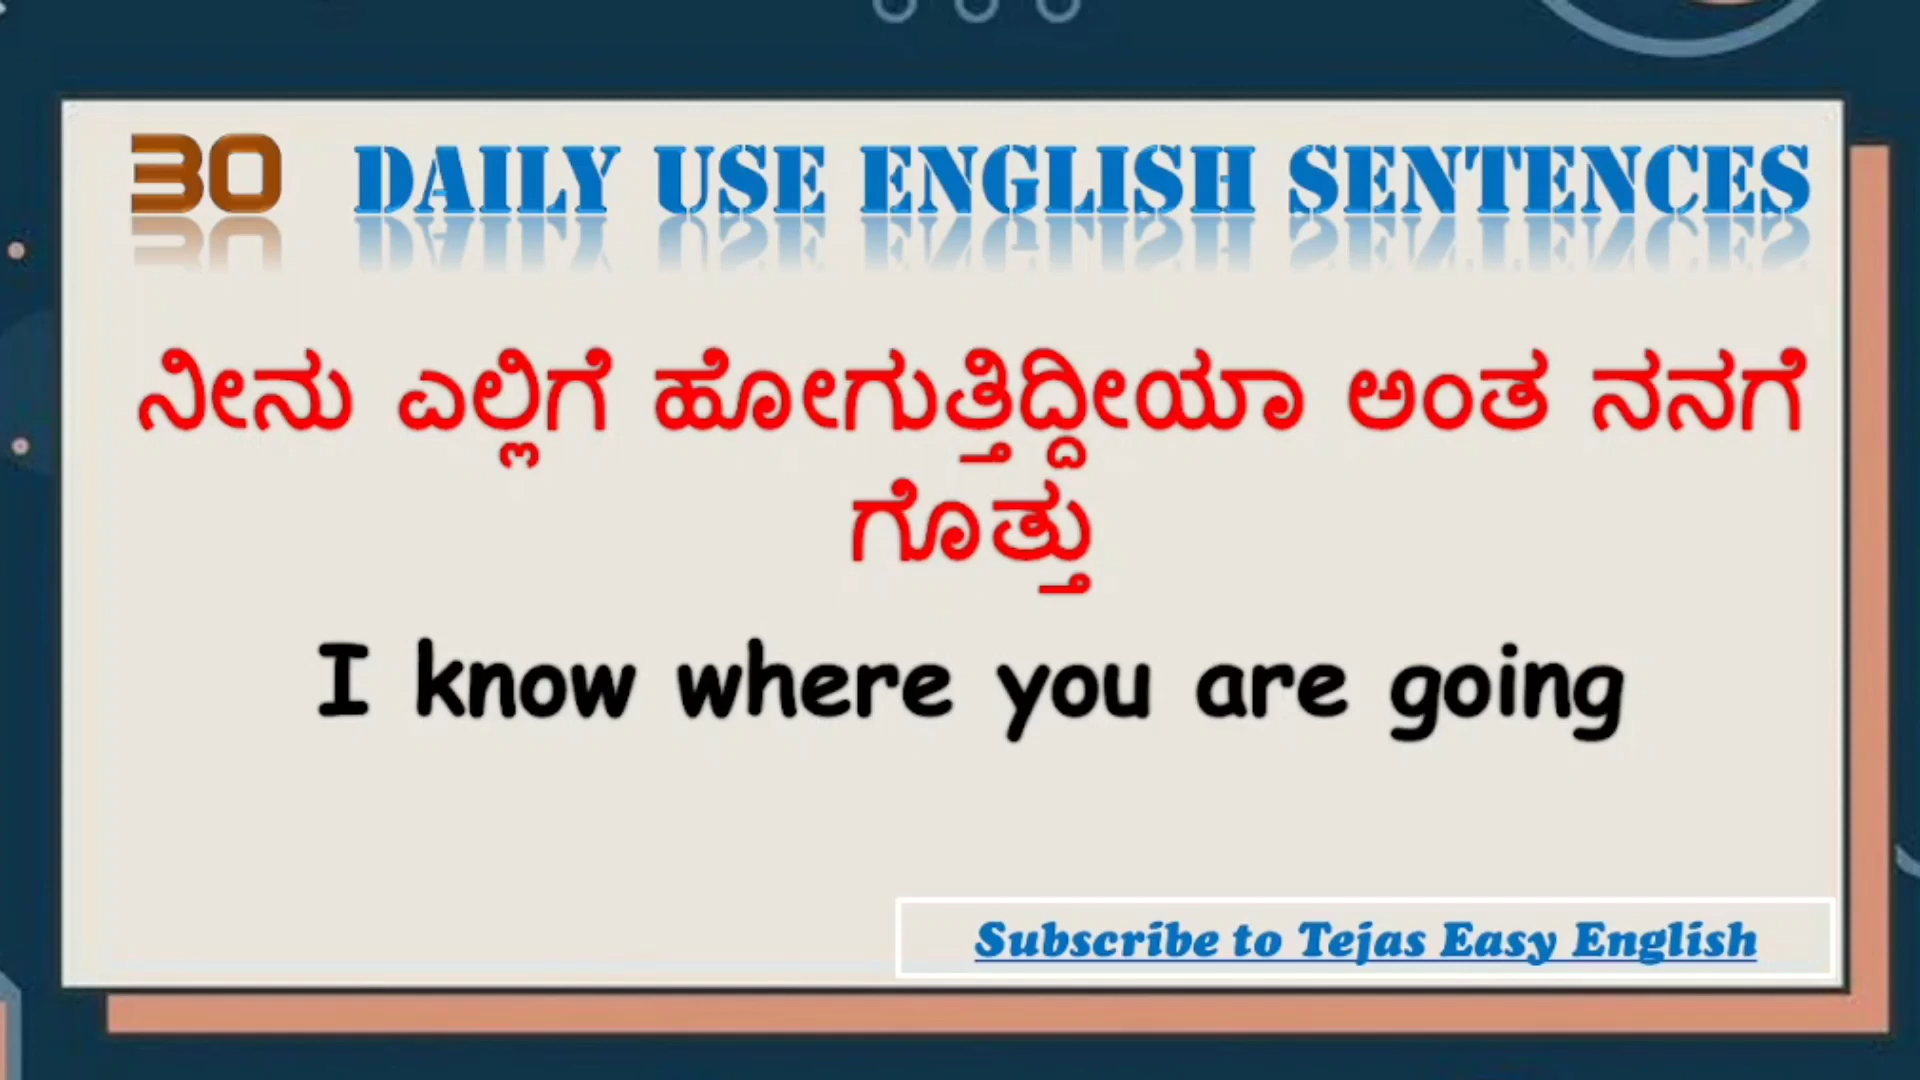 30 DAILY USE ENGLISH SENTENCES
ನೀನು ಎಲ್ಲಿಗೆ ಹೋಗುತ್ತಿದ್ದೀಯಾ ಅಂತ ನನಗೆ
ಗೊತ್ತು
I know where you are going
Subscribe to Tejas Easy English